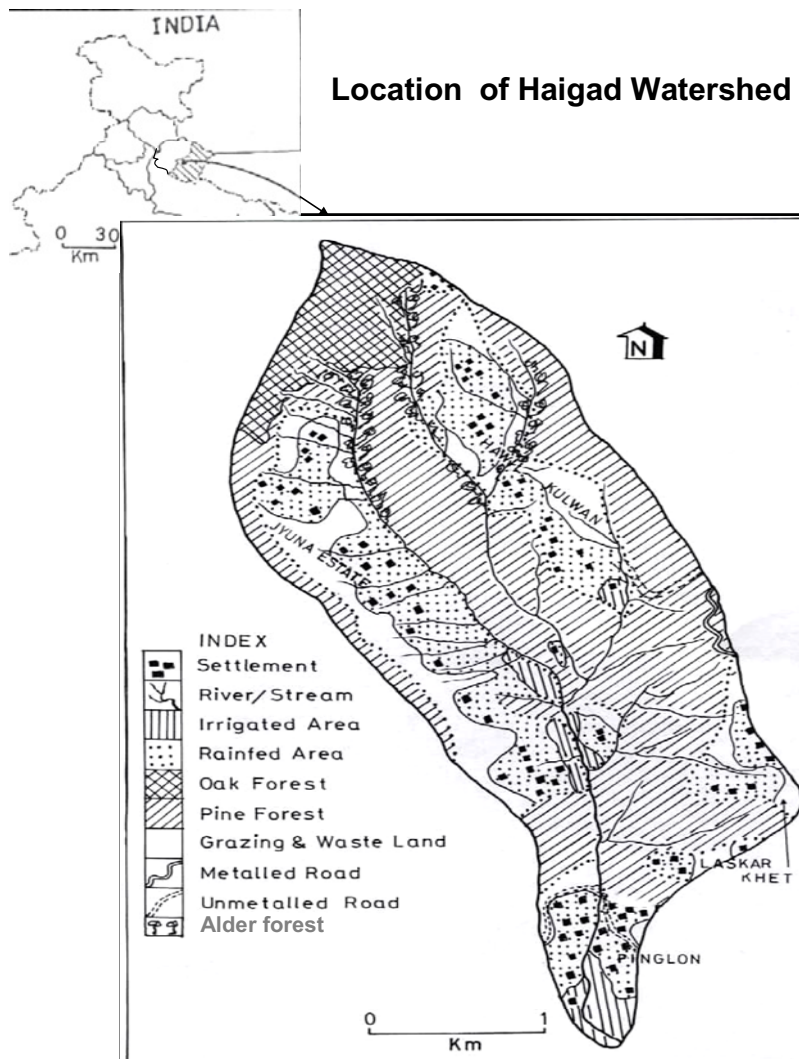 INDIA
Location of Haigad Watershed
0 30
Km
N
KULWAN
JYUNA ESTATE
INDEX
Settlement
River/Stream
Irrigated Area
Rainfed Area
Oak Forest
Pine Forest
Grazing & Waste Land
Metalled Road
Unmetalled Road
Alder forest
LASKAR
KHET
PINGLON
0 1
Km